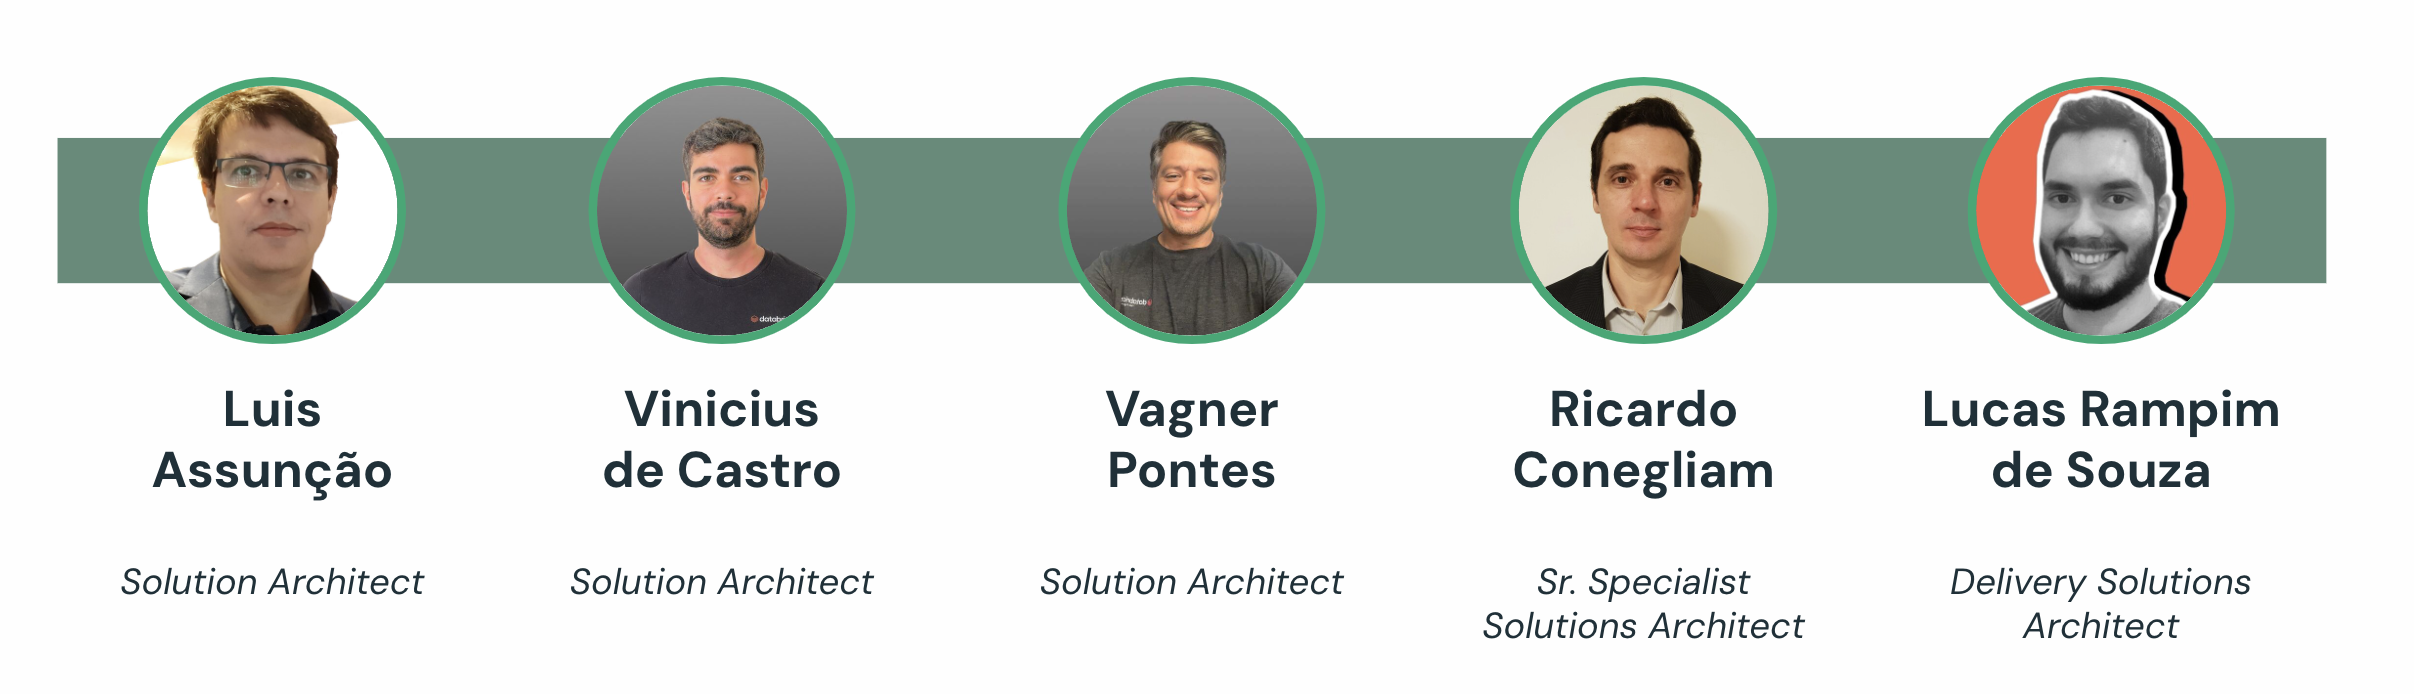 Luis
Assunção
Solution Architect
Vinicius
de Castro
Solution Architect
Vagner
Pontes
Solution Architect
Ricardo
Conegliam
Sr. Specialist
Solutions Architect
Lucas Rampim
de Souza
Delivery Solutions
Architect